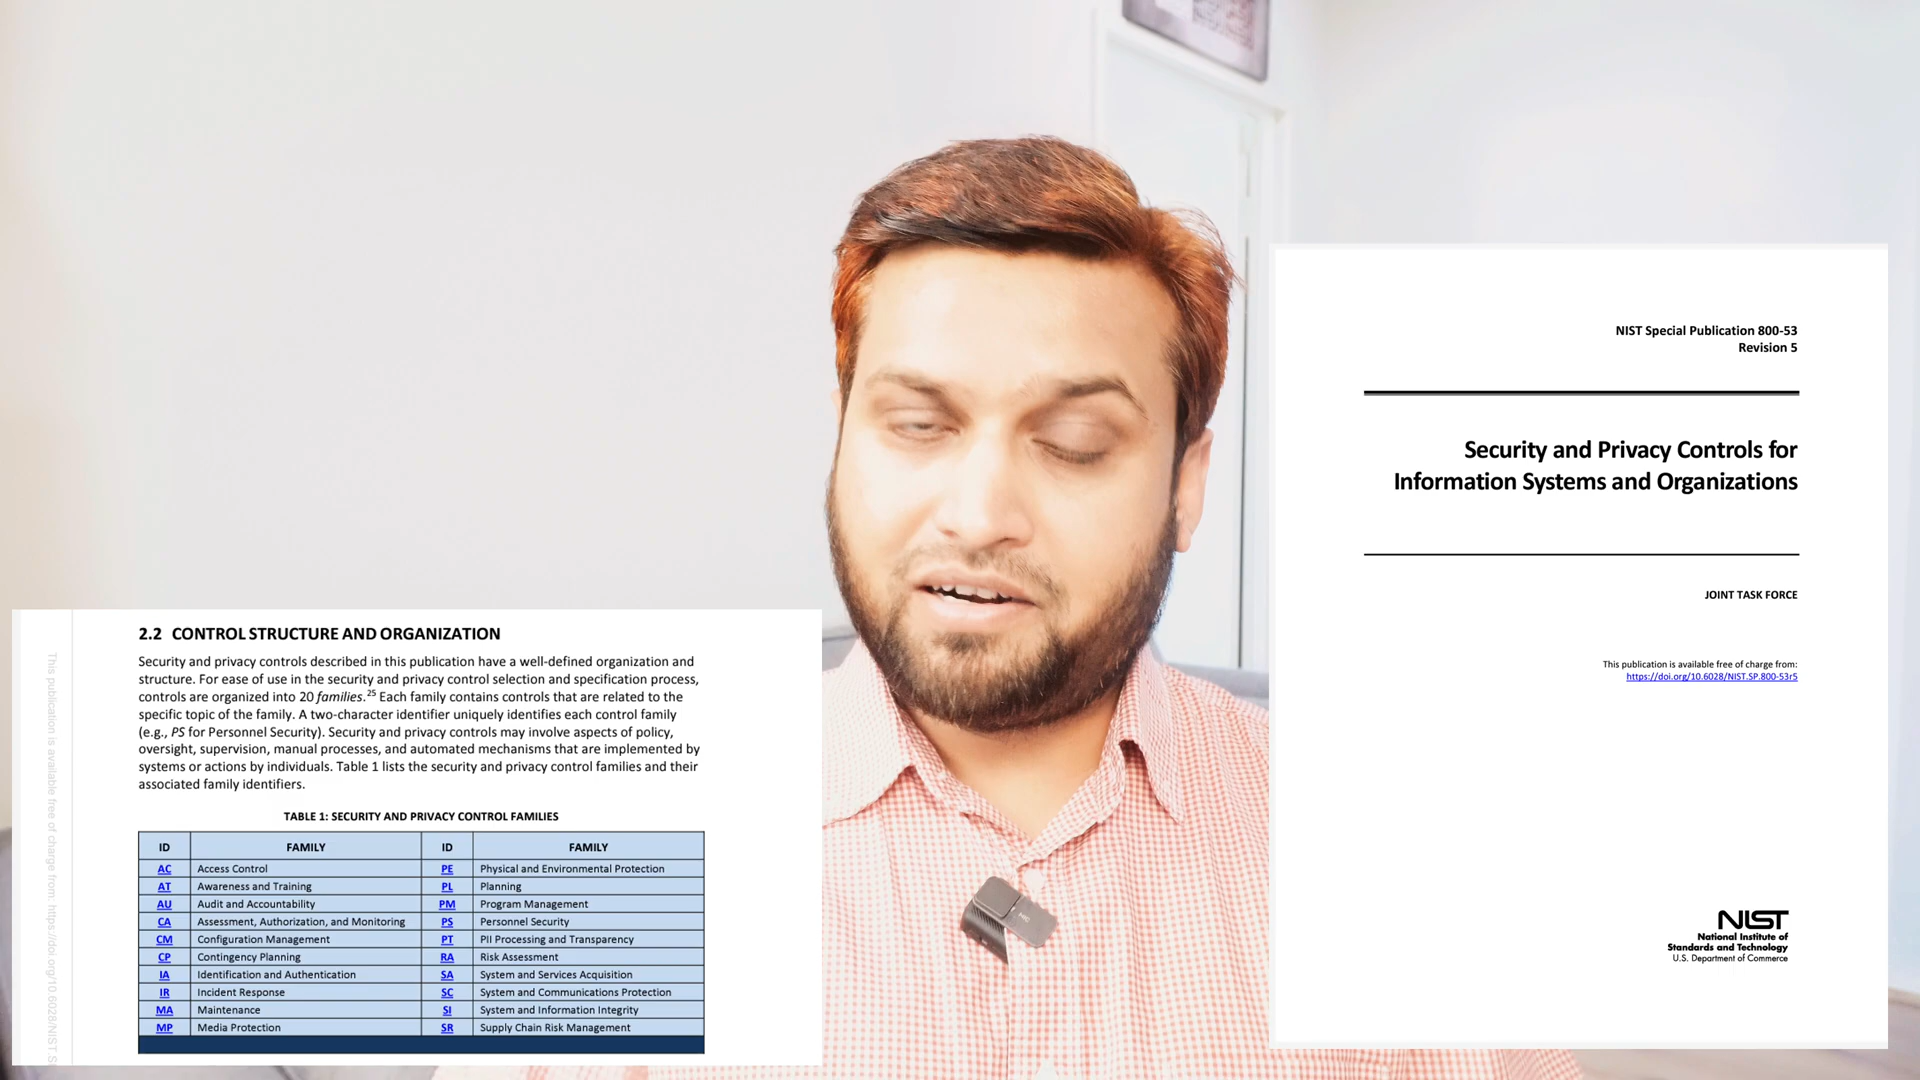 2.2 CONTROL STRUCTURE AND ORGANIZATION
Security and privacy controls described in this publication have a well-defined organization and
structure. For ease of use in the security and privacy control selection and specification process,
controls are organized into 20 families.25 Each family contains controls that are related to the
specific topic of the family. A two-character identifier uniquely identifies each control family
(e.g., PS for Personnel Security). Security and privacy controls may involve aspects of policy,
oversight, supervision, manual processes, and automated mechanisms that are implemented by
systems or actions by individuals. Table 1 lists the security and privacy control families and their
associated family identifiers.
TABLE 1: SECURITY AND PRIVACY CONTROL FAMILIES
ID FAMILY ID FAMILY
AC Access Control PE Physical and Environmental Protection
AT Awareness and Training PL Planning
AU Audit and Accountability PM Program Management
CA Assessment, Authorization, and Monitoring PS Personnel Security
CM Configuration Management PT PII Processing and Transparency
CP Contingency Planning RA Risk Assessment
IA Identification and Authentication SA System and Services Acquisition
IR Incident Response SC System and Communications Protection
MA Maintenance SI System and Information Integrity
MP Media Protection SR Supply Chain Risk Management
This publication is available free of charge from: https://doi.org/10.6028/NIST.S
NIST Special Publication 800-53
Revision 5
Security and Privacy Controls for
Information Systems and Organizations
JOINT TASK FORCE
This publication is available free of charge from:
https://doi.org/10.6028/NIST.SP.800-53r5
NIST
National Institute of
Standards and Technology
U.S. Department of Commerce